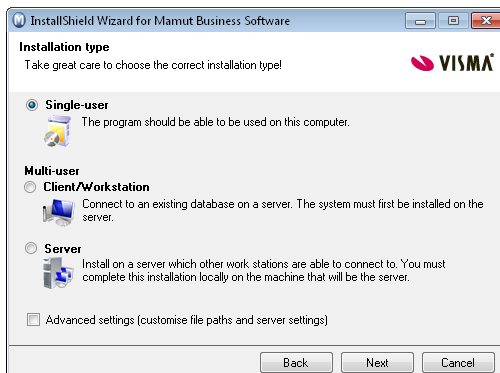 InstallShield Wizard for Mamut Business Software
Installation type
Take great care to choose the correct installation type!
VISMA
Single-user
The program should be able to be used on this computer.
Multi-user
Client/Workstation
Connect to an existing database on a server. The system must first be installed on the
server.
Server
Install on a server which other work stations are able to connect to. You must
complete this installation locally on the machine that will be the server.
Advanced settings (customise file paths and server settings)
Back
Next
Cancel